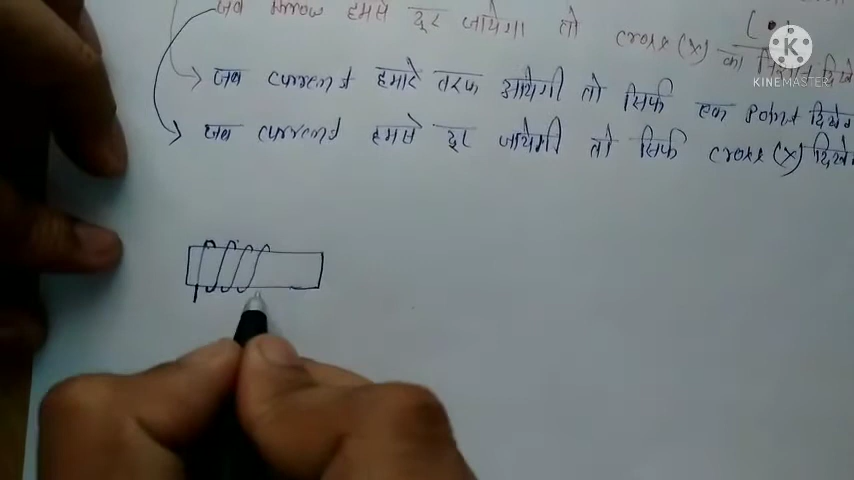 जब Arrow हमसे दूर जायेगा तो cross (x) का निशान
जब current हमारे तरफ आयेगी तो सिर्फ एक Point
जब current हमसे दूर जायेगी तो सिर्फ cross (x)
KINEMASTER